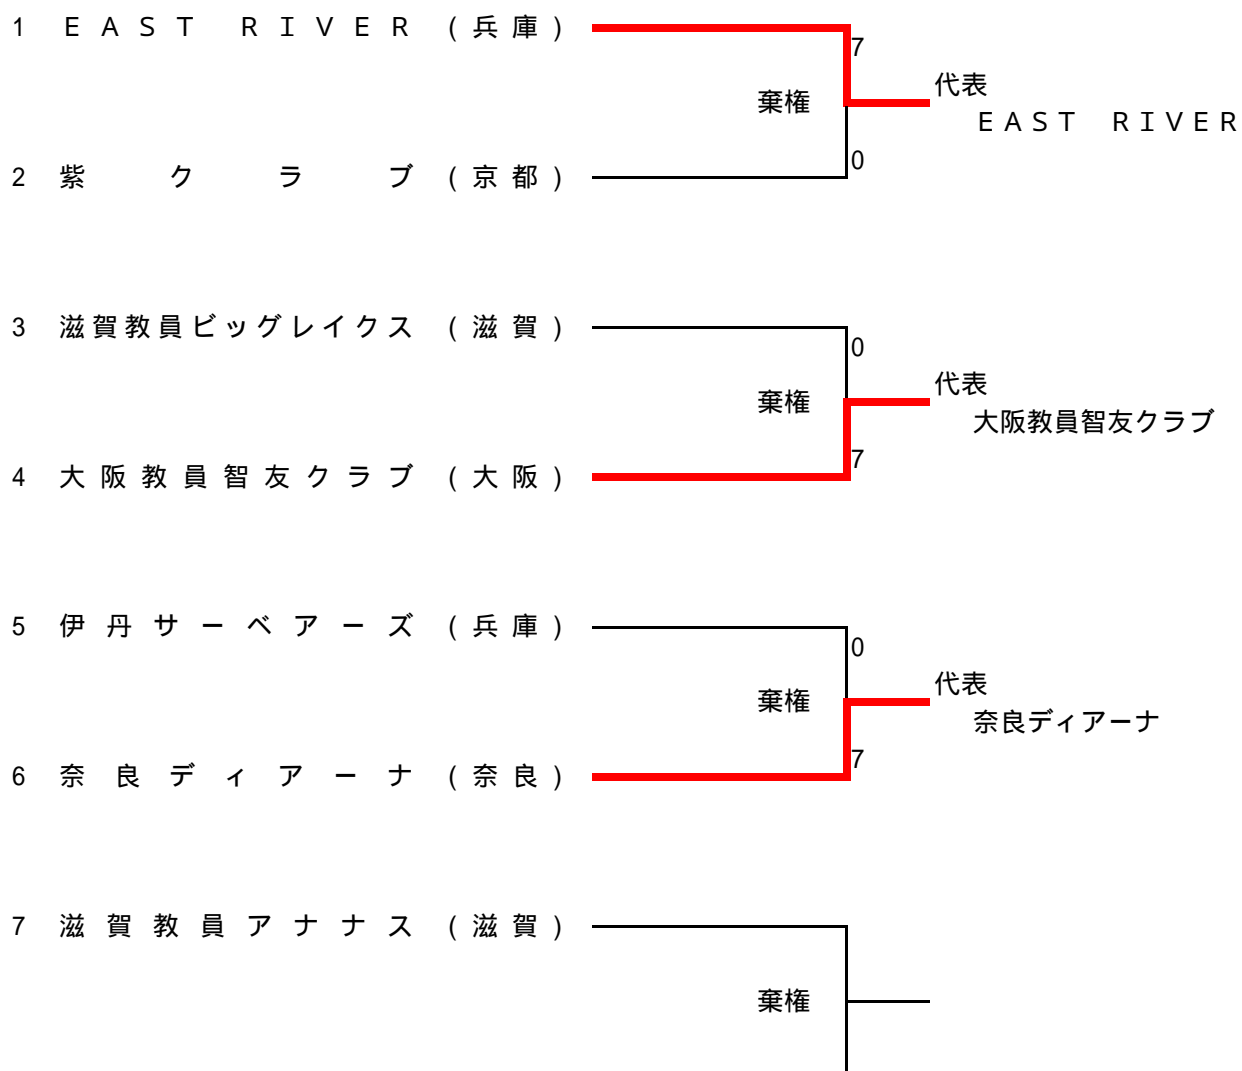 1 ＥＡＳＴ ＲＩＶＥＲ (兵庫)
7
代表
棄権
ＥＡＳＴ ＲＩＶＥＲ
0
2 紫クラブ (京都)
3 滋賀教員ビッグレイクス (滋賀)
0
代表
棄権
大阪教員智友クラブ
7
4 大阪教員智友クラブ (大阪)
5 伊丹サーベアーズ (兵庫)
0
代表
棄権
奈良ディアーナ
7
6 奈良ディアーナ (奈良)
7 滋賀教員アナナス (滋賀)
棄権